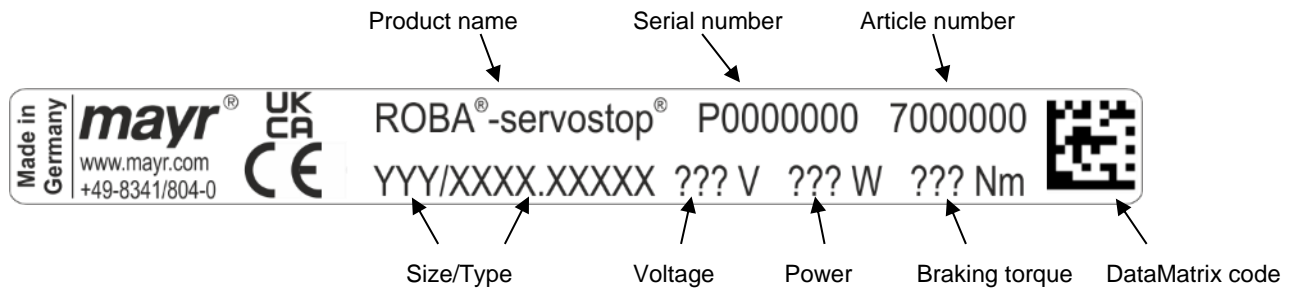 Product name Serial number Article number
Made in
Germany
mayr®
www.mayr.com
+49-8341/804-0
UK
CA
CE
ROBA®-servostop® P0000000 7000000
YYY/XXXX.XXXXX ??? V ??? W ??? Nm
Size/Type Voltage Power Braking torque DataMatrix code